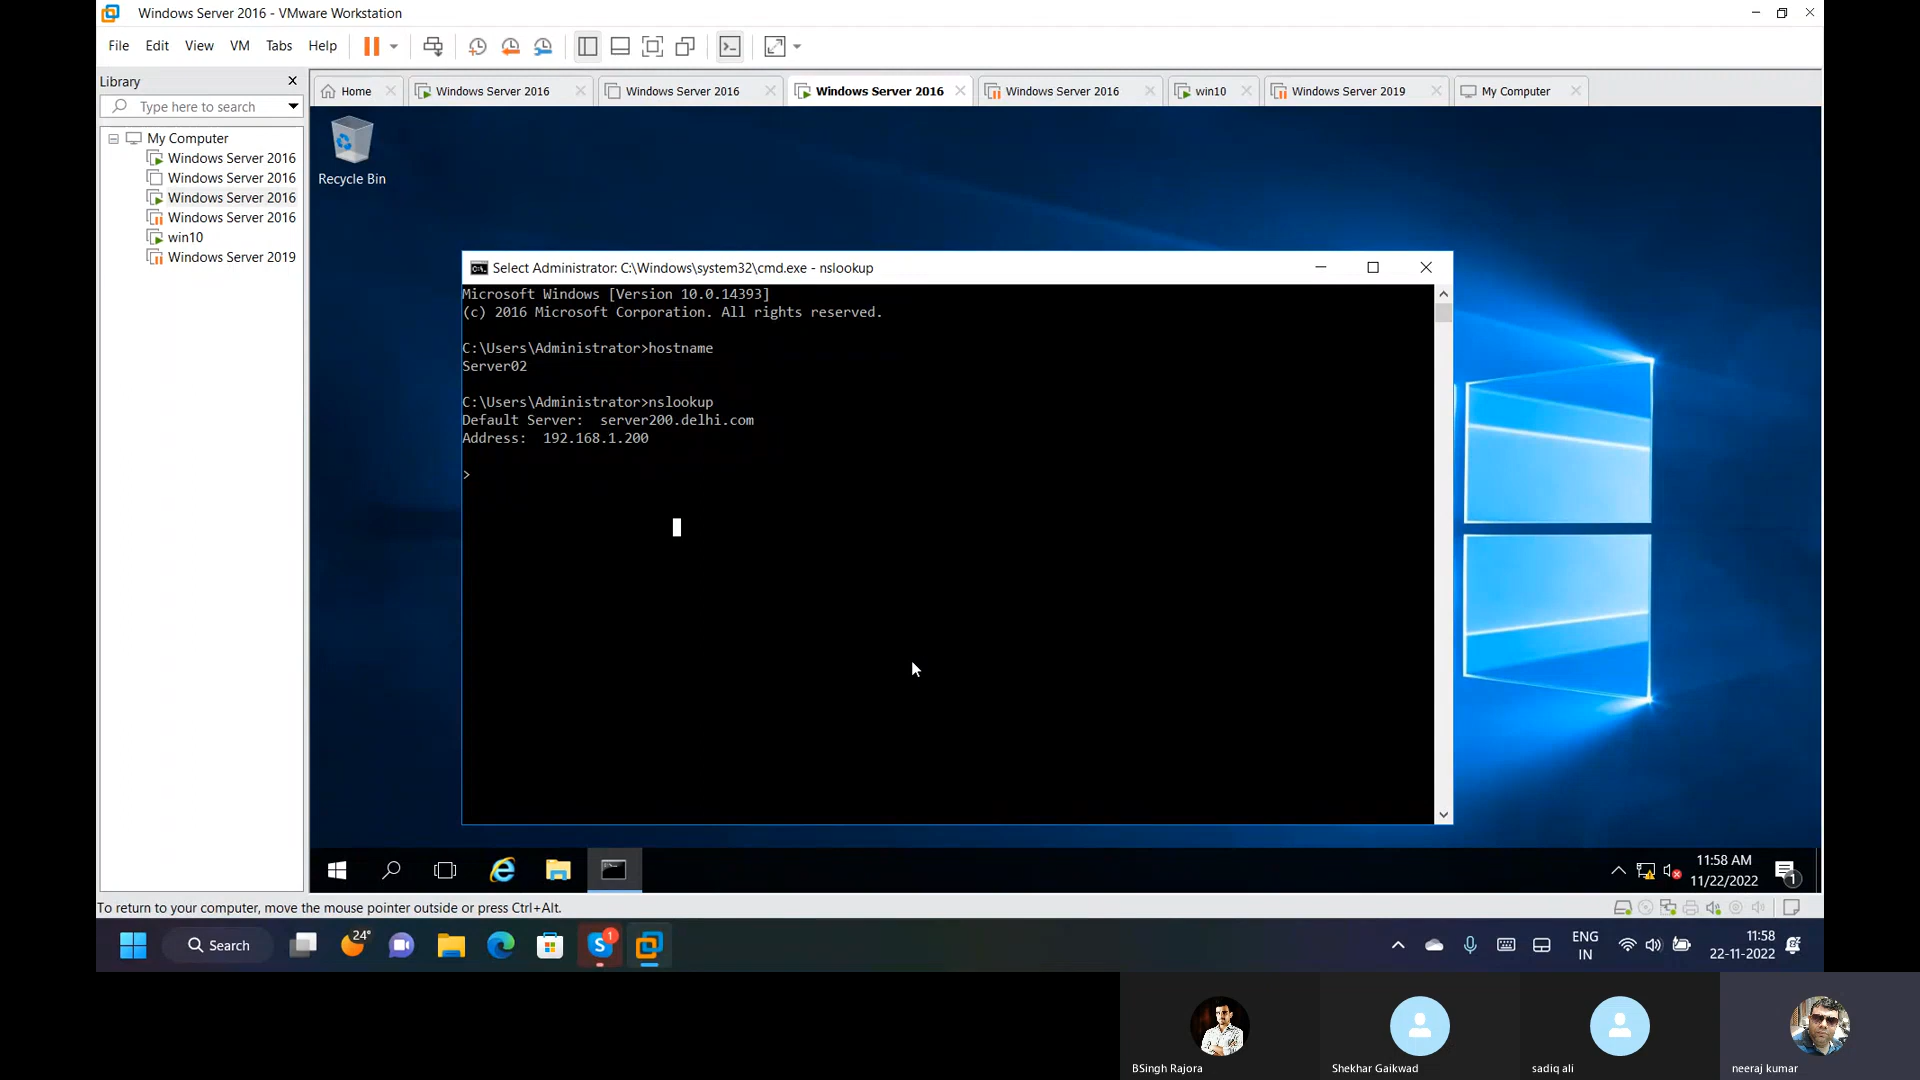 Windows Server 2016 - VMware Workstation
File Edit View VM Tabs Help
Library
Type here to search
My Computer
Windows Server 2016
Windows Server 2016
Windows Server 2016
Windows Server 2016
win10
Windows Server 2019
Home Windows Server 2016 Windows Server 2016 Windows Server 2016 Windows Server 2016 win10 Windows Server 2019 My Computer
Recycle Bin
Select Administrator: C:\Windows\system32\cmd.exe - nslookup
Microsoft Windows [Version 10.0.14393]
(c) 2016 Microsoft Corporation. All rights reserved.
C:\Users\Administrator>hostname
Server02
C:\Users\Administrator>nslookup
Default Server:  server200.delhi.com
Address:  192.168.1.200
>
11:58 AM
11/22/2022
1
To return to your computer, move the mouse pointer outside or press Ctrl+Alt.
24°
Search
S
1
ENG
IN
11:58
22-11-2022
BSingh Rajora
Shekhar Gaikwad
sadiq ali
neeraj kumar